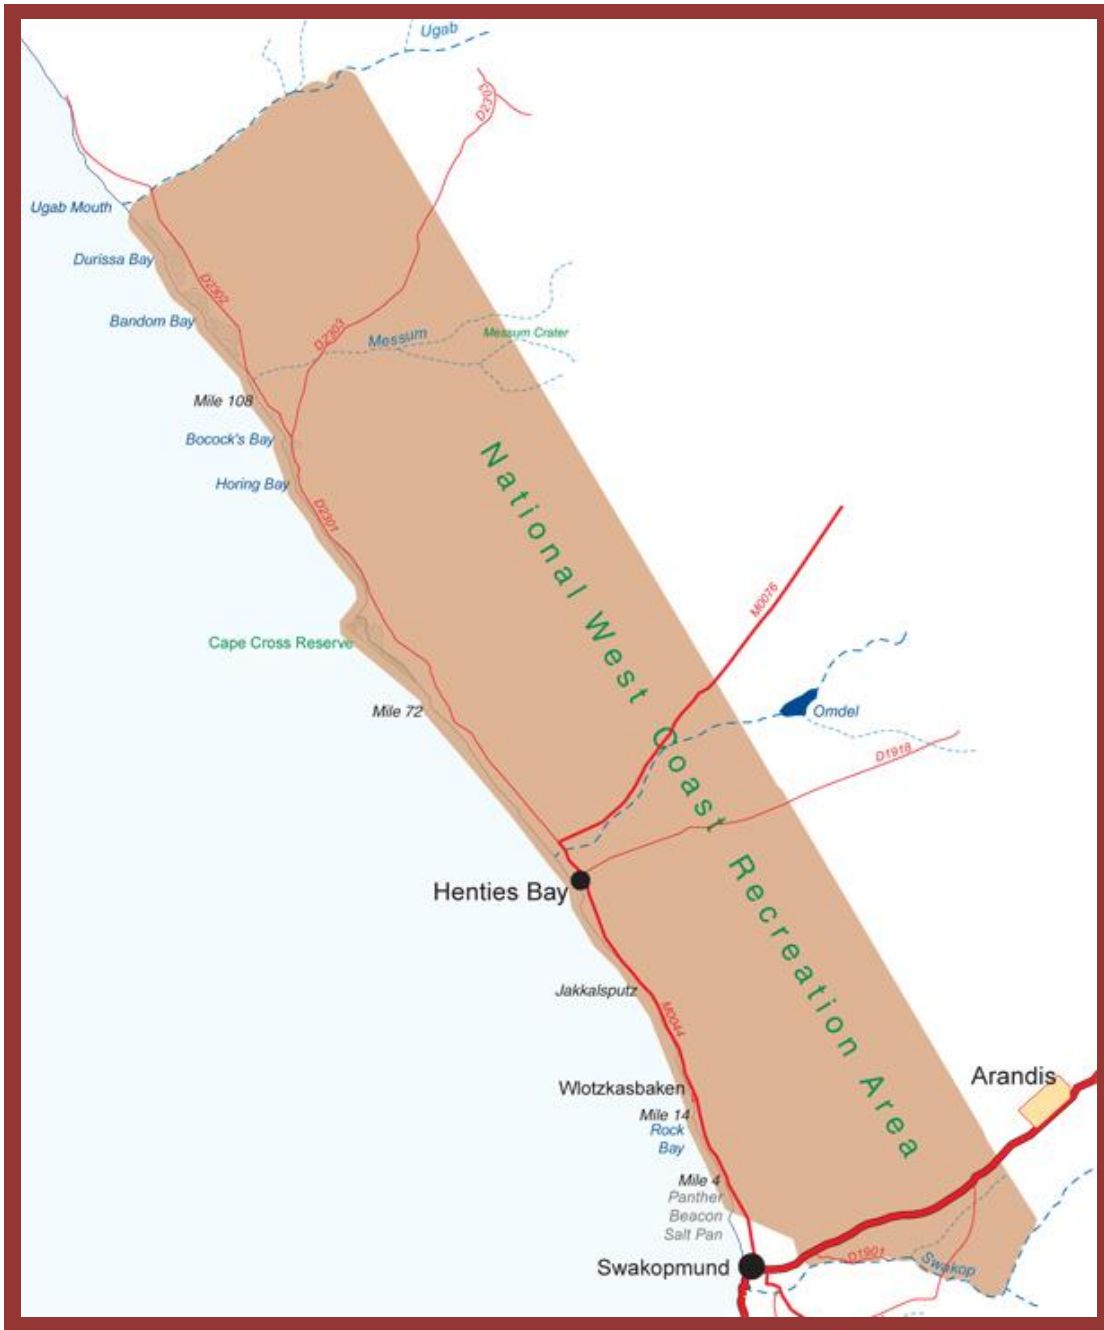 Ugab
D2303
Ugab Mouth
Durissa Bay
D2302
Bandom Bay
D2303
Messum
Messum Crater
Mile 108
Bocock's Bay
Horing Bay
D2301
National West Coast Recreation Area
M0076
Cape Cross Reserve
Mile 72
Omdel
D1918
Henties Bay
Jakkalsputz
M0044
Arandis
Wlotzkasbaken
Mile 14
Rock
Bay
Mile 4
Panther
Beacon
Salt Pan
D1901
Swakop
Swakopmund